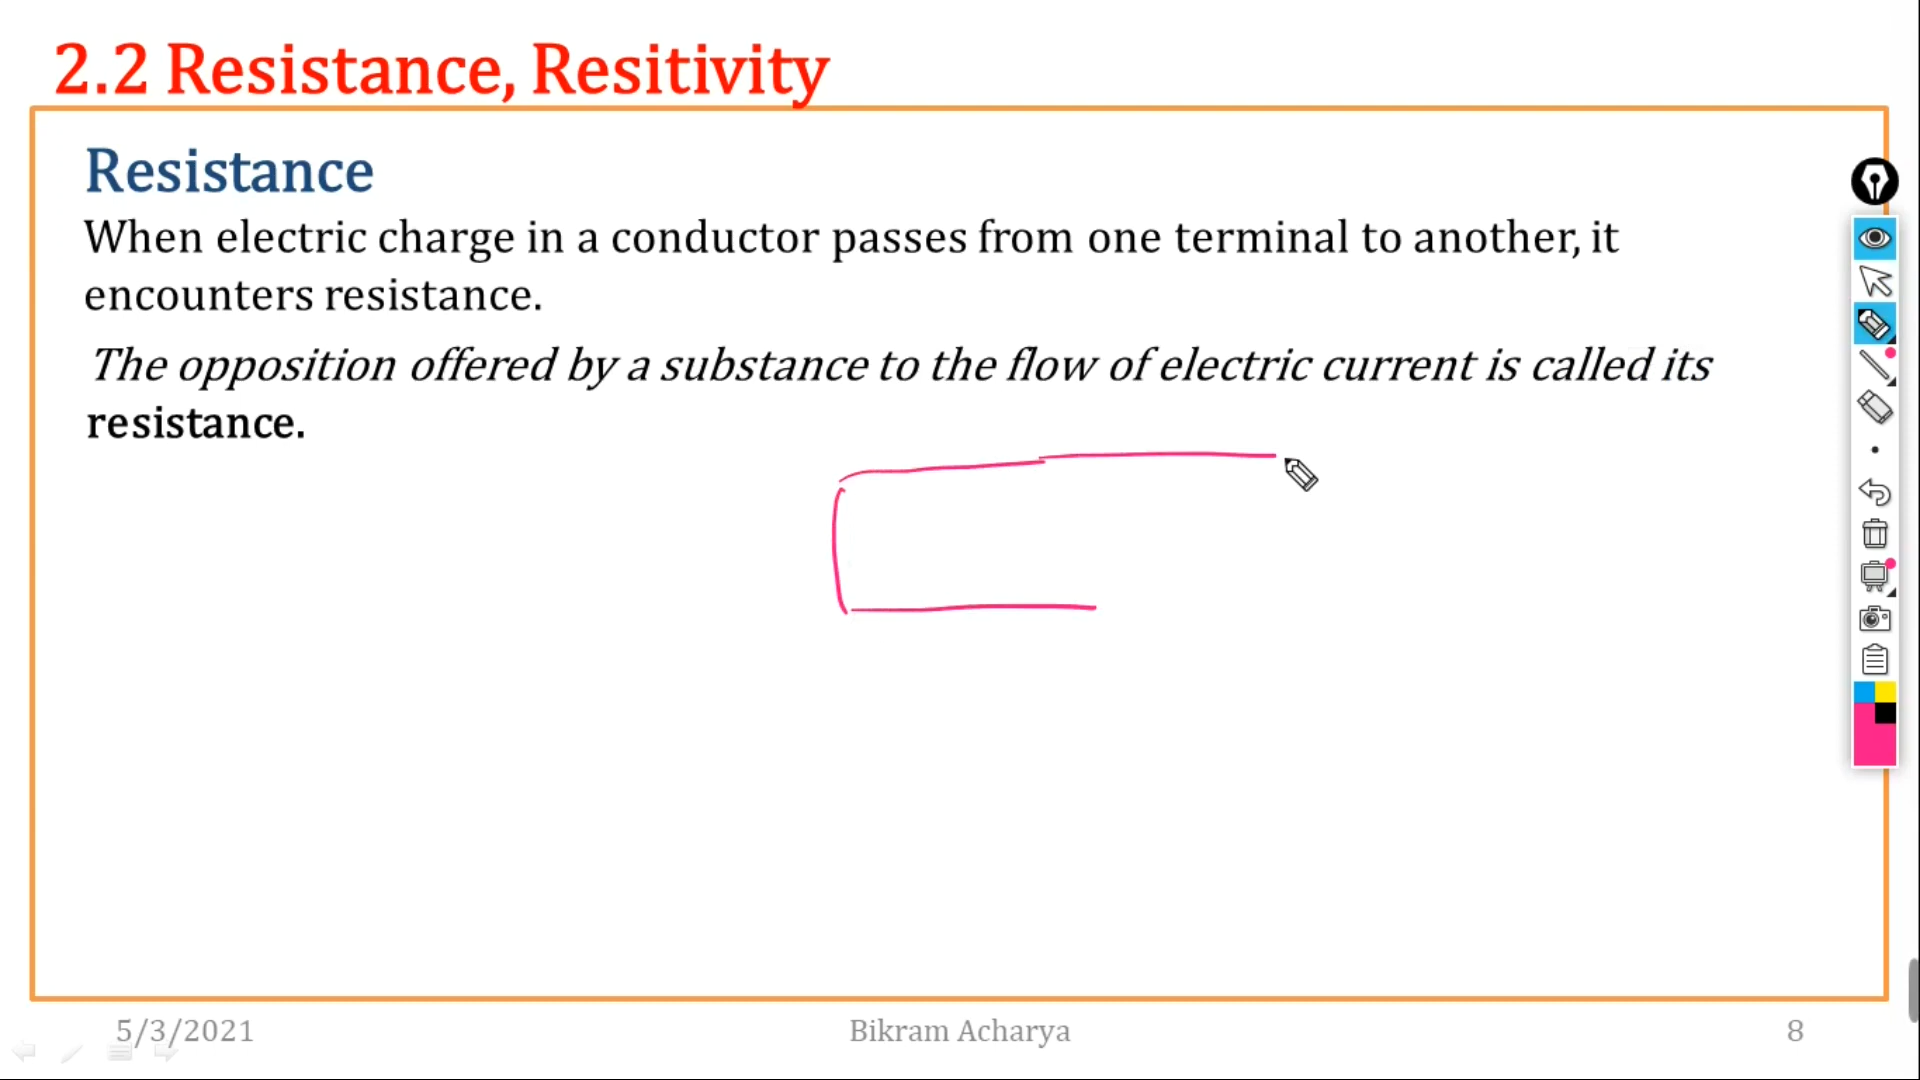 2.2 Resistance, Resitivity
Resistance
When electric charge in a conductor passes from one terminal to another, it
encounters resistance.
The opposition offered by a substance to the flow of electric current is called its
resistance.
5/3/2021
Bikram Acharya
8